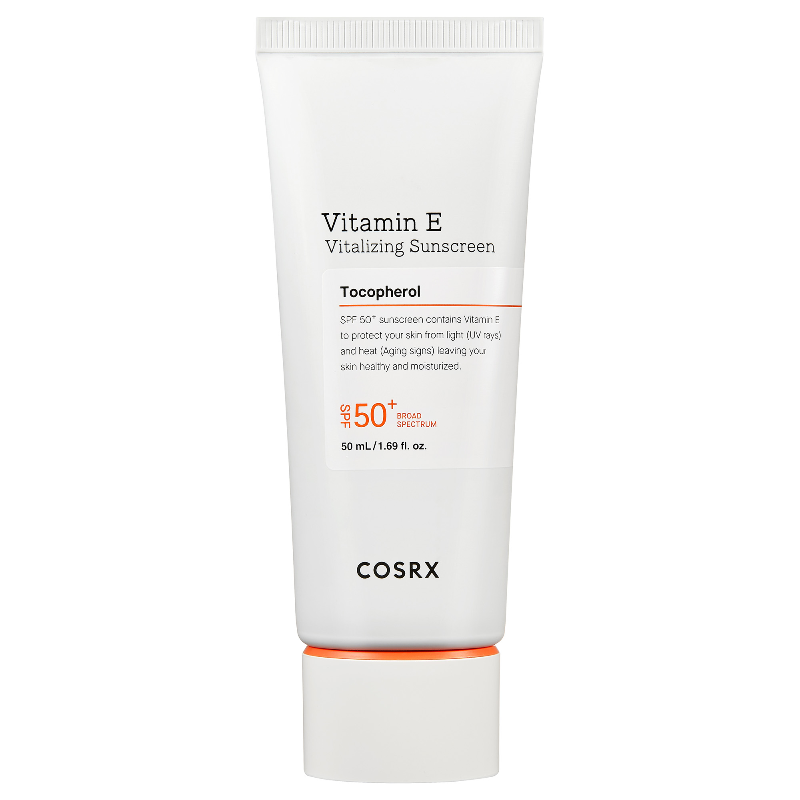 Vitamin E
Vitalizing Sunscreen
Tocopherol
SPF 50⁺ sunscreen contains Vitamin E
to protect your skin from light (UV rays)
and heat (Aging signs) leaving your
skin healthy and moisturized.
SPF 50⁺ BROAD
SPECTRUM
50 mL / 1.69 fl. oz.
COSRX